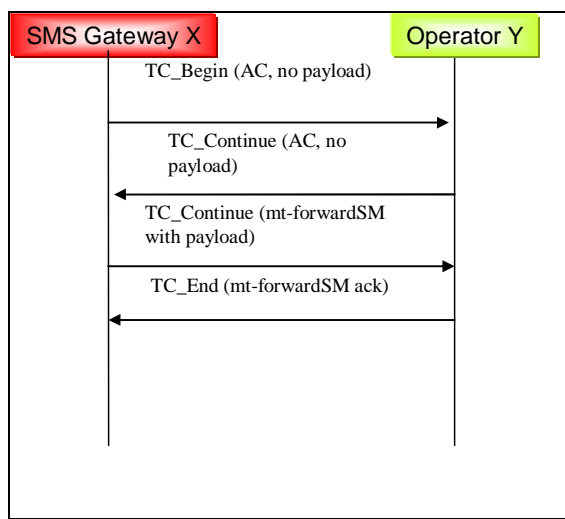 SMS Gateway X
Operator Y
TC_Begin (AC, no payload)
TC_Continue (AC, no
payload)
TC_Continue (mt-forwardSM
with payload)
TC_End (mt-forwardSM ack)